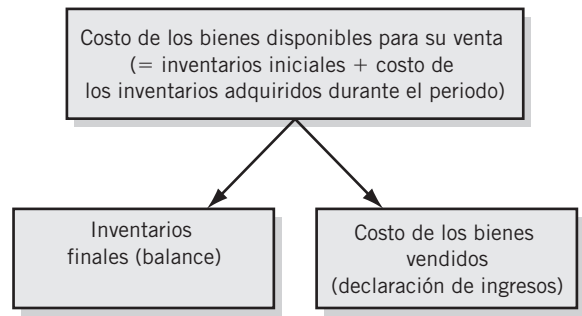 Costo de los bienes disponibles para su venta
(= inventarios iniciales + costo de
los inventarios adquiridos durante el periodo)
Inventarios
finales (balance)
Costo de los bienes
vendidos
(declaración de ingresos)